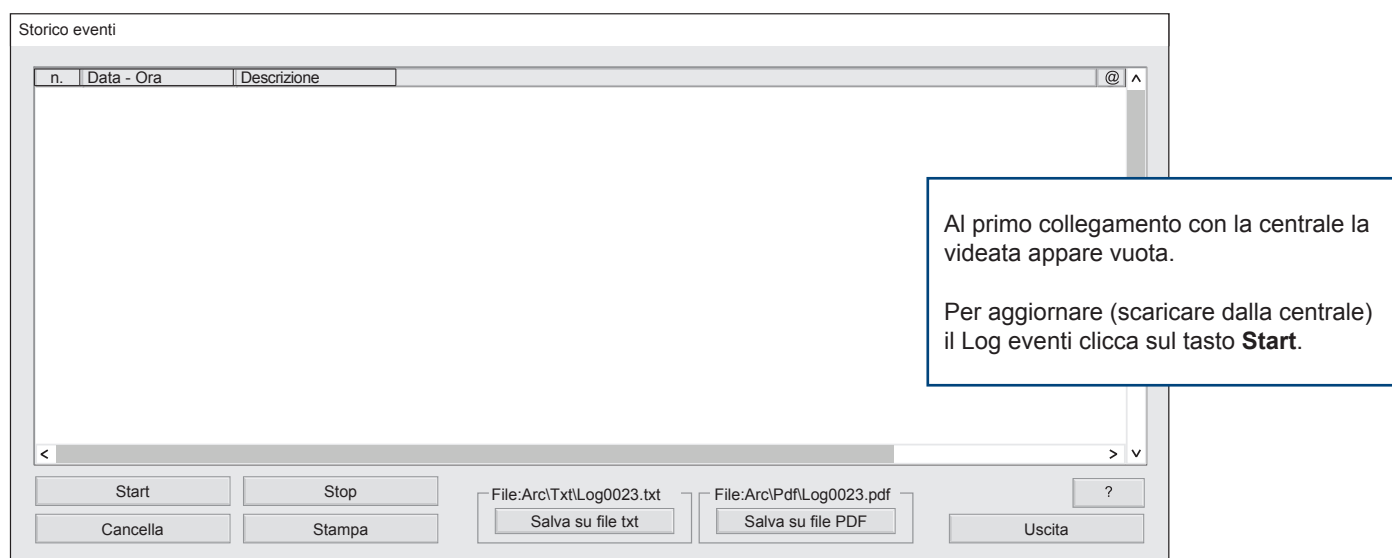 Storico eventi
n. Data - Ora Descrizione @
Al primo collegamento con la centrale la
videata appare vuota.
Per aggiornare (scaricare dalla centrale)
il Log eventi clicca sul tasto Start.
Start Stop File:Arc\Txt\Log0023.txt File:Arc\Pdf\Log0023.pdf ?
Cancella Stampa Salva su file txt Salva su file PDF Uscita